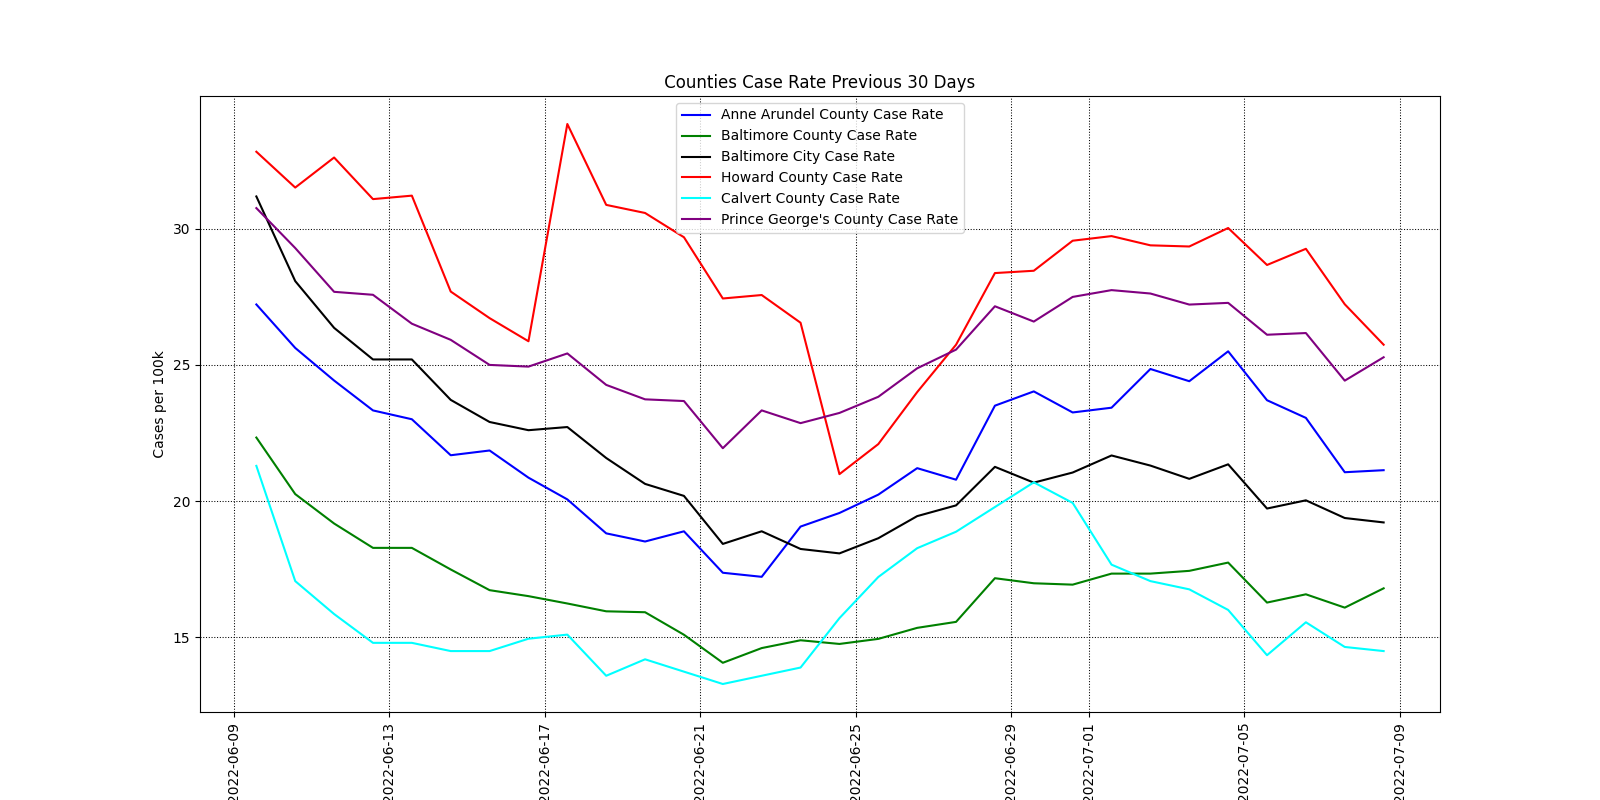 Counties Case Rate Previous 30 Days
Anne Arundel County Case Rate
Baltimore County Case Rate
Baltimore City Case Rate
Howard County Case Rate
Calvert County Case Rate
Prince George's County Case Rate
Cases per 100k
30
25
20
15
2022-06-09
2022-06-13
2022-06-17
2022-06-21
2022-06-25
2022-06-29
2022-07-01
2022-07-05
2022-07-09